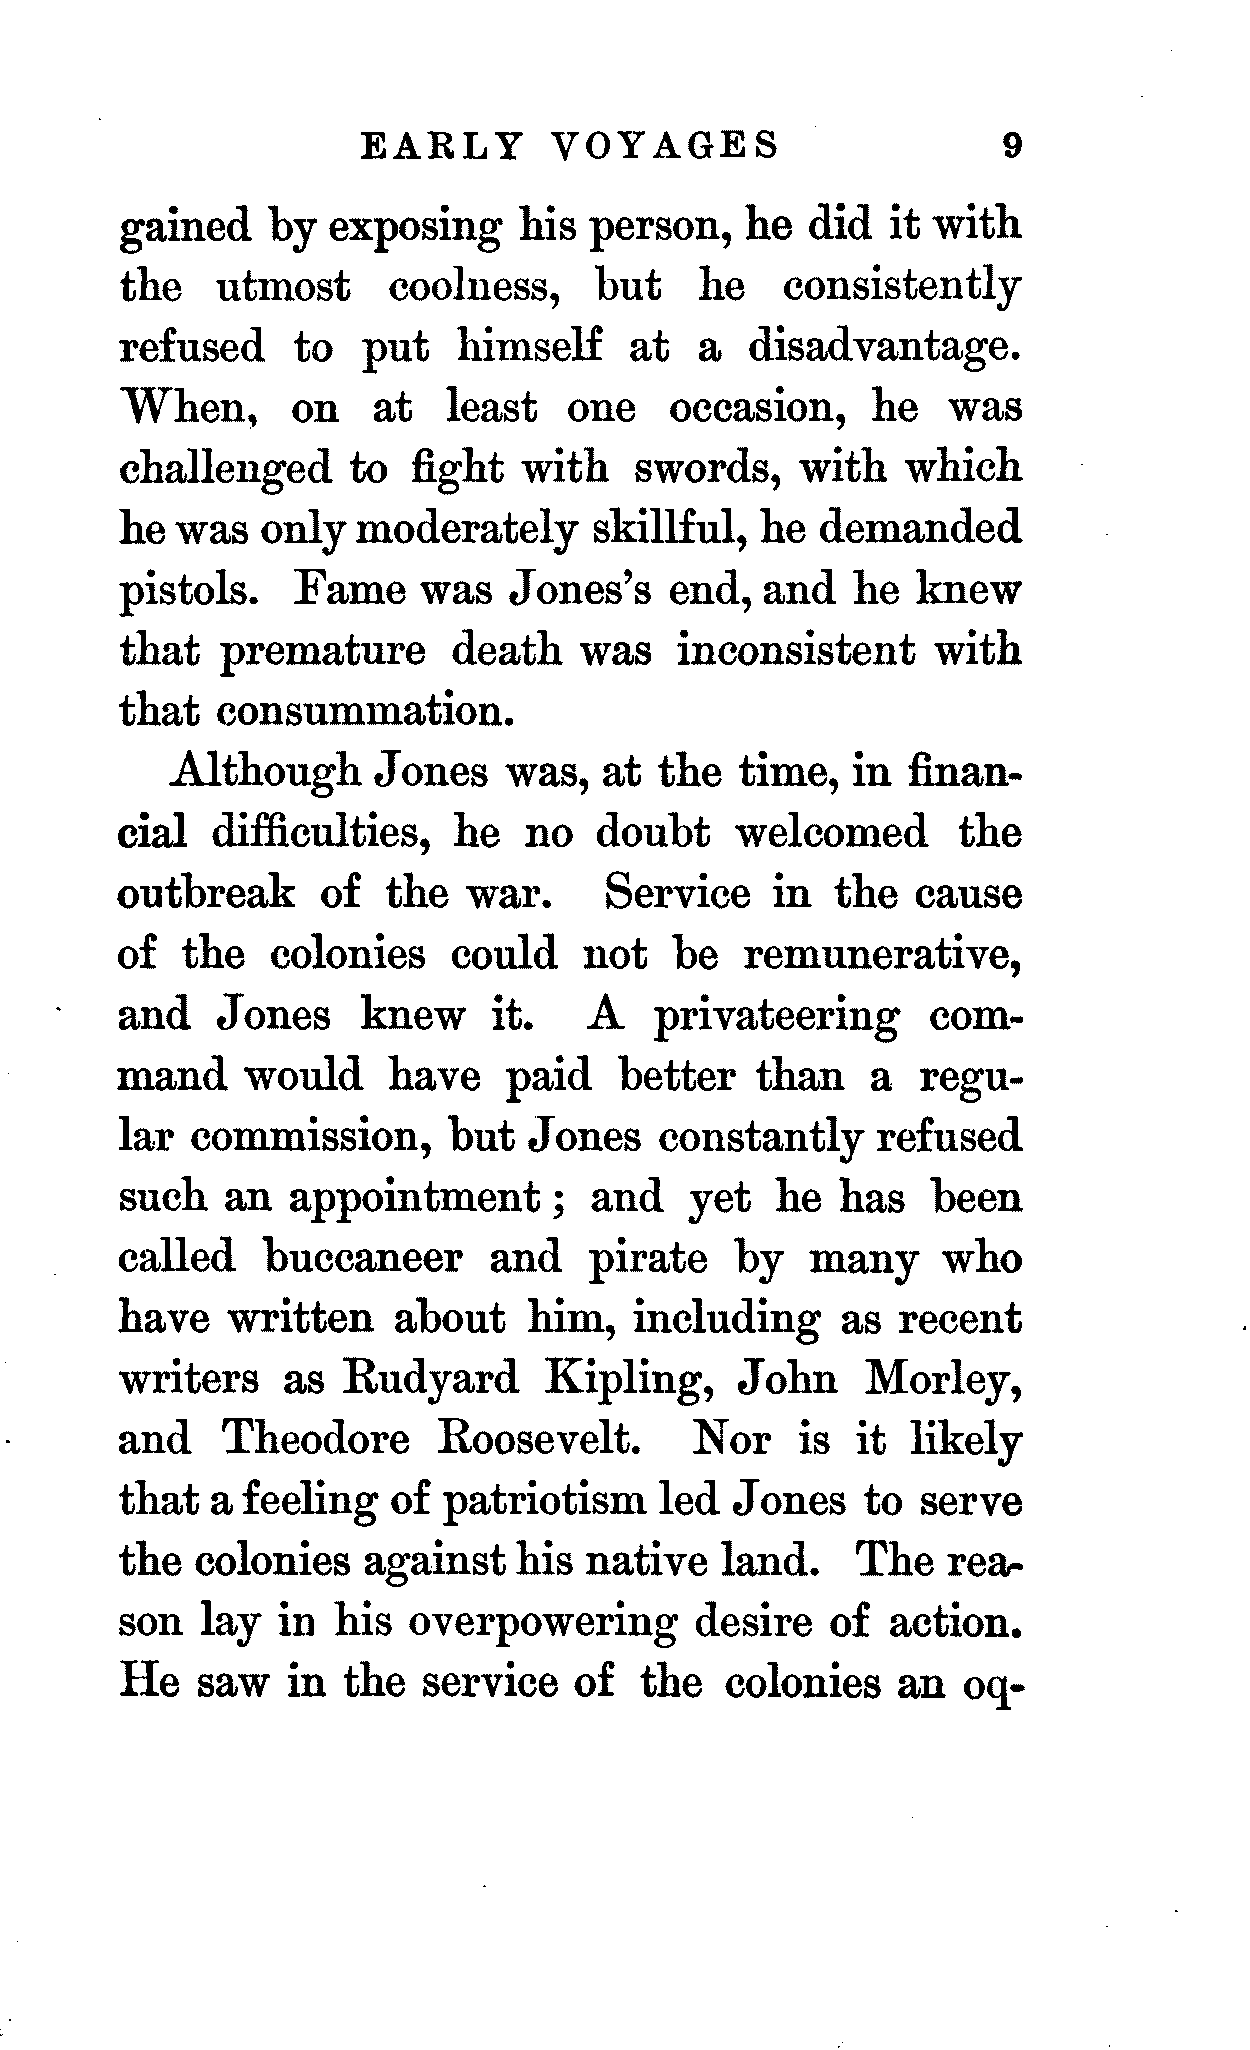 EARLY VOYAGES 9
gained by exposing his person, he did it with
the utmost coolness, but he consistently
refused to put himself at a disadvantage.
When, on at least one occasion, he was
challenged to fight with swords, with which
he was only moderately skillful, he demanded
pistols. Fame was Jones's end, and he knew
that premature death was inconsistent with
that consummation.
Although Jones was, at the time, in finan-
cial difficulties, he no doubt welcomed the
outbreak of the war. Service in the cause
of the colonies could not be remunerative,
and Jones knew it. A privateering com-
mand would have paid better than a regu-
lar commission, but Jones constantly refused
such an appointment; and yet he has been
called buccaneer and pirate by many who
have written about him, including as recent
writers as Rudyard Kipling, John Morley,
and Theodore Roosevelt. Nor is it likely
that a feeling of patriotism led Jones to serve
the colonies against his native land. The rea-
son lay in his overpowering desire of action.
He saw in the service of the colonies an oq-